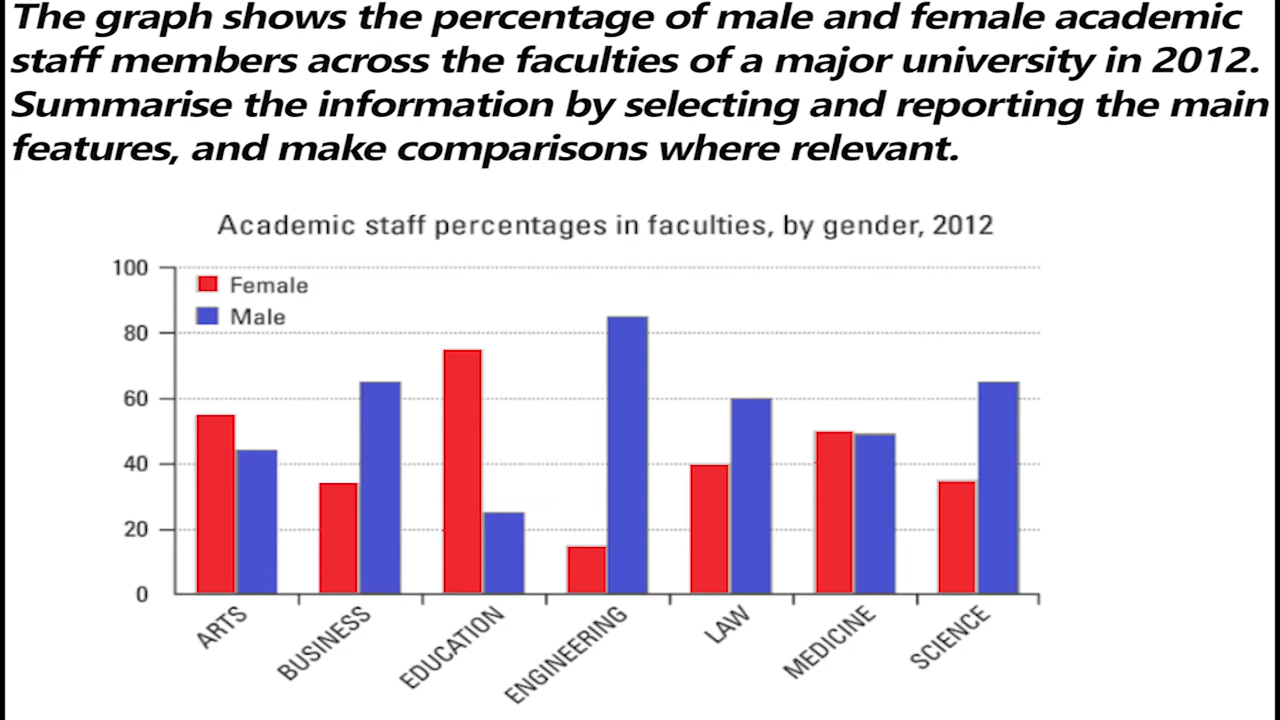 The graph shows the percentage of male and female academic
staff members across the faculties of a major university in 2012.
Summarise the information by selecting and reporting the main
features, and make comparisons where relevant.
Academic staff percentages in faculties, by gender, 2012
100
80
60
40
20
0
Female
Male
ARTS
BUSINESS
EDUCATION
ENGINEERING
LAW
MEDICINE
SCIENCE